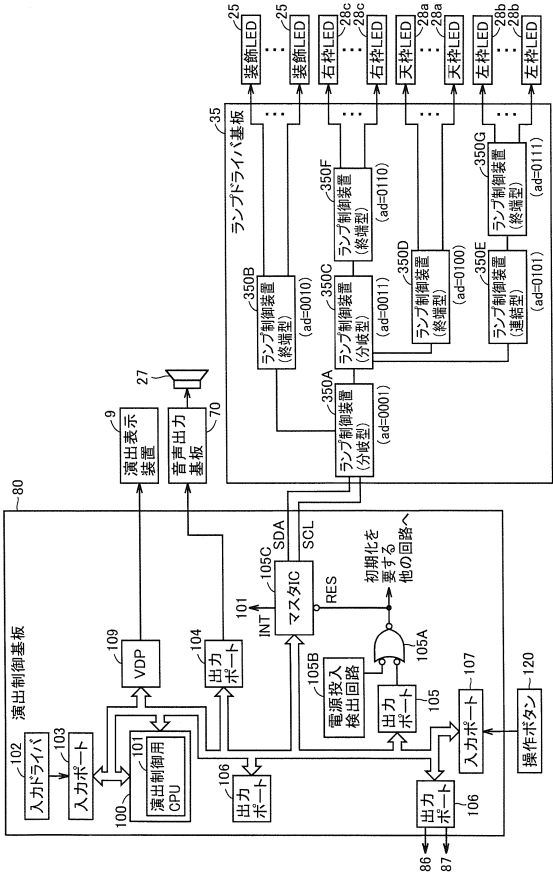 演出制御基板
80
102
入力ドライバ
103
入力ポート
100
101
演出制御用
CPU
109
VDP
9
演出表示
装置
104
出力
ポート
音声出力
基板
70
27
106
出力
ポート
101
INT
105C
マスタIC
SDA
SCL
RES
初期化を
要する
他の回路へ
105A
105B
電源投入
検出回路
105
出力
ポート
106
出力
ポート
86
87
107
入力ポート
120
操作ボタン
35
ランプドライバ基板
350A
ランプ制御装置
(分岐型)
(ad=0001)
350B
ランプ制御装置
(終端型)
(ad=0010)
350C
ランプ制御装置
(分岐型)
(ad=0011)
350F
ランプ制御装置
(終端型)
(ad=0110)
350D
ランプ制御装置
(終端型)
(ad=0100)
350E
ランプ制御装置
(連結型)
(ad=0101)
350G
ランプ制御装置
(終端型)
(ad=0111)
25
装飾LED
25
装飾LED
28c
右枠LED
28c
右枠LED
28a
天枠LED
28a
天枠LED
28b
左枠LED
28b
左枠LED